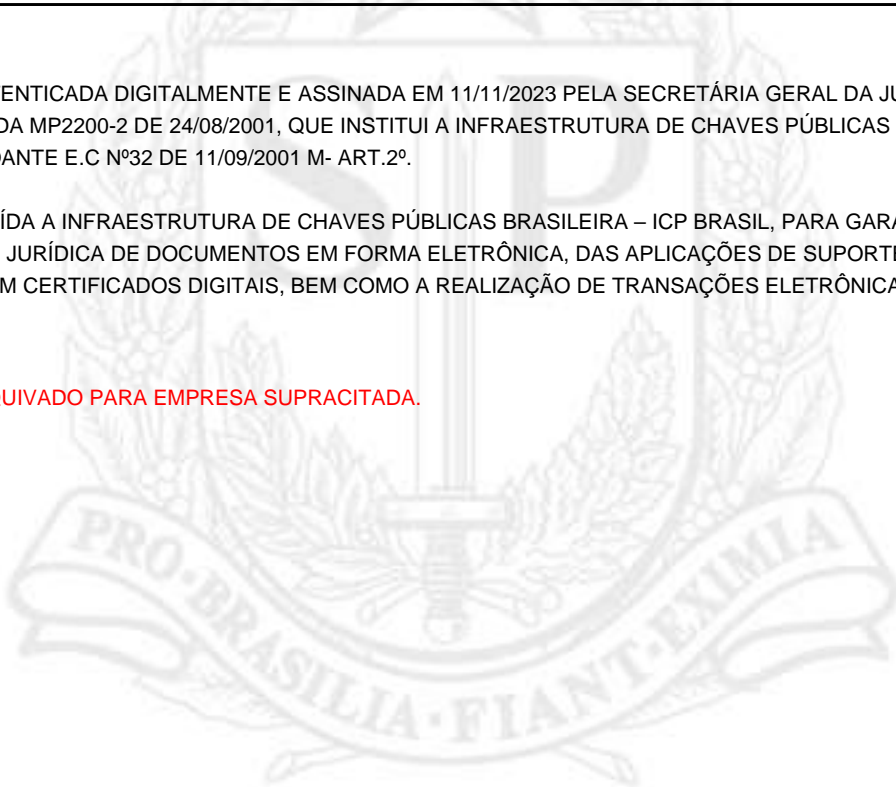 ENTICADA DIGITALMENTE E ASSINADA EM 11/11/2023 PELA SECRETÁRIA GERAL DA JU
DA MP2200-2 DE 24/08/2001, QUE INSTITUI A INFRAESTRUTURA DE CHAVES PÚBLICAS
DANTE E.C Nº32 DE 11/09/2001 M- ART.2º.
ÍDA A INFRAESTRUTURA DE CHAVES PÚBLICAS BRASILEIRA – ICP BRASIL, PARA GARA
JURÍDICA DE DOCUMENTOS EM FORMA ELETRÔNICA, DAS APLICAÇÕES DE SUPORTE
M CERTIFICADOS DIGITAIS, BEM COMO A REALIZAÇÃO DE TRANSAÇÕES ELETRÔNICA
UIVADO PARA EMPRESA SUPRACITADA.
SP
PRO·BRASILIA·FIANT·EXIMIA